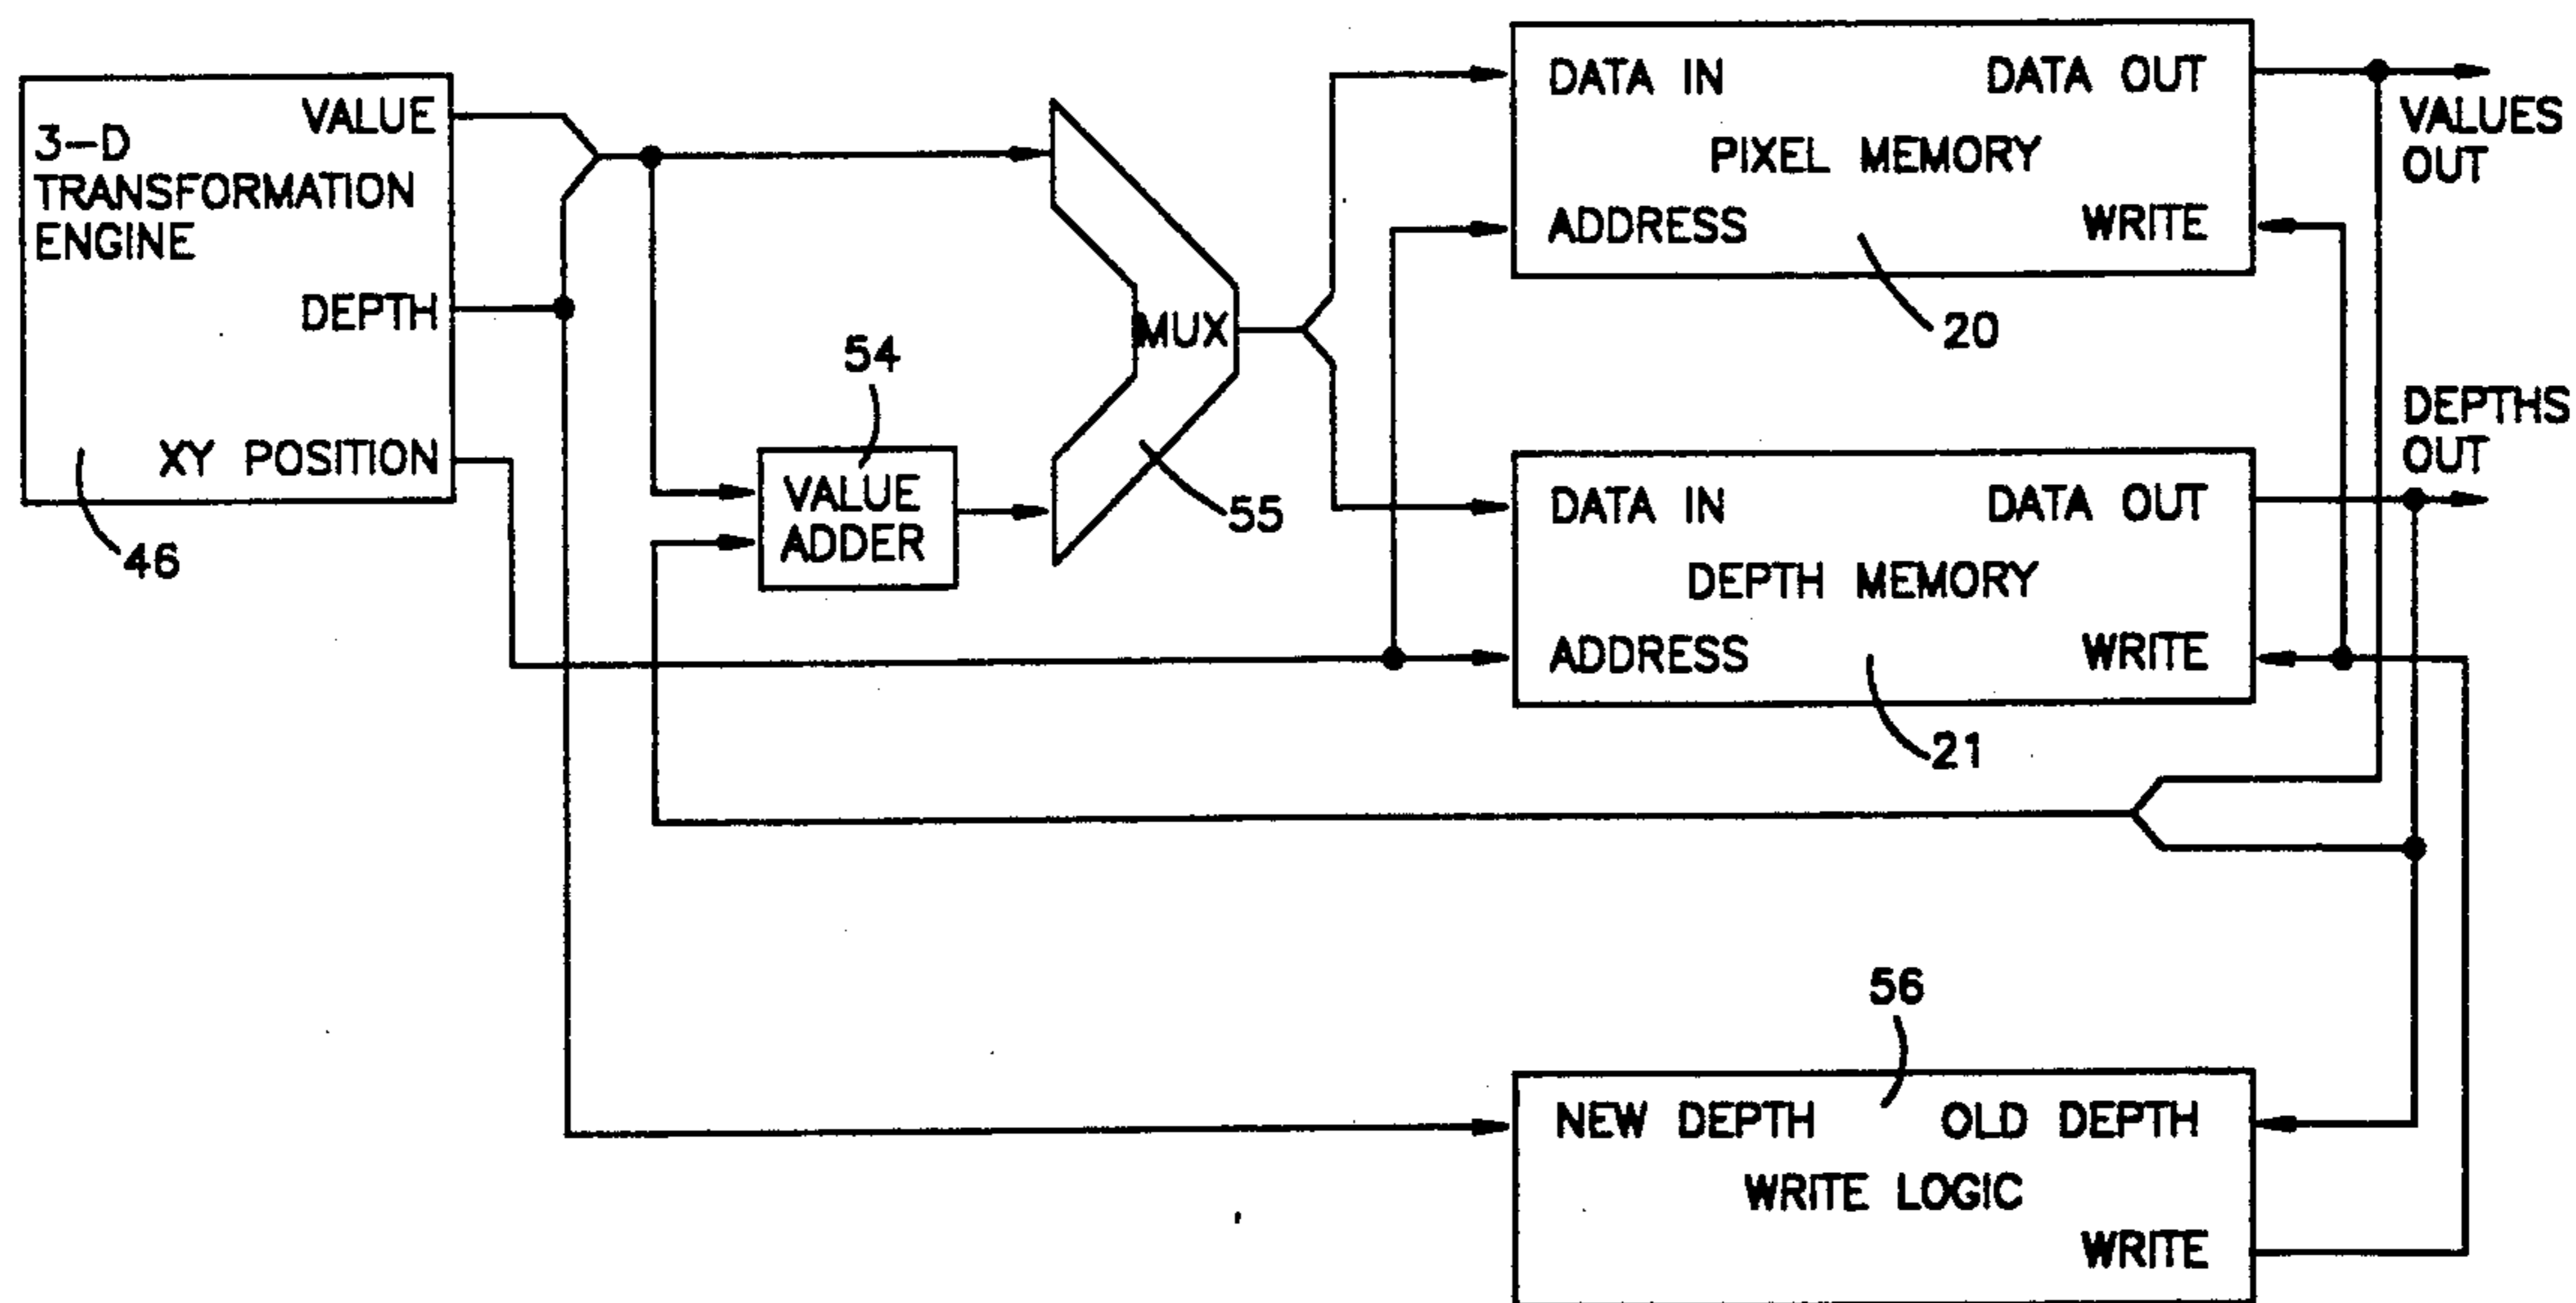 VALUE
3-D
TRANSFORMATION
ENGINE
DEPTH
XY POSITION
46
54
VALUE
ADDER
MUX
55
DATA IN DATA OUT
PIXEL MEMORY
ADDRESS WRITE
20
VALUES
OUT
DEPTHS
OUT
DATA IN DATA OUT
DEPTH MEMORY
ADDRESS WRITE
21
56
NEW DEPTH OLD DEPTH
WRITE LOGIC
WRITE